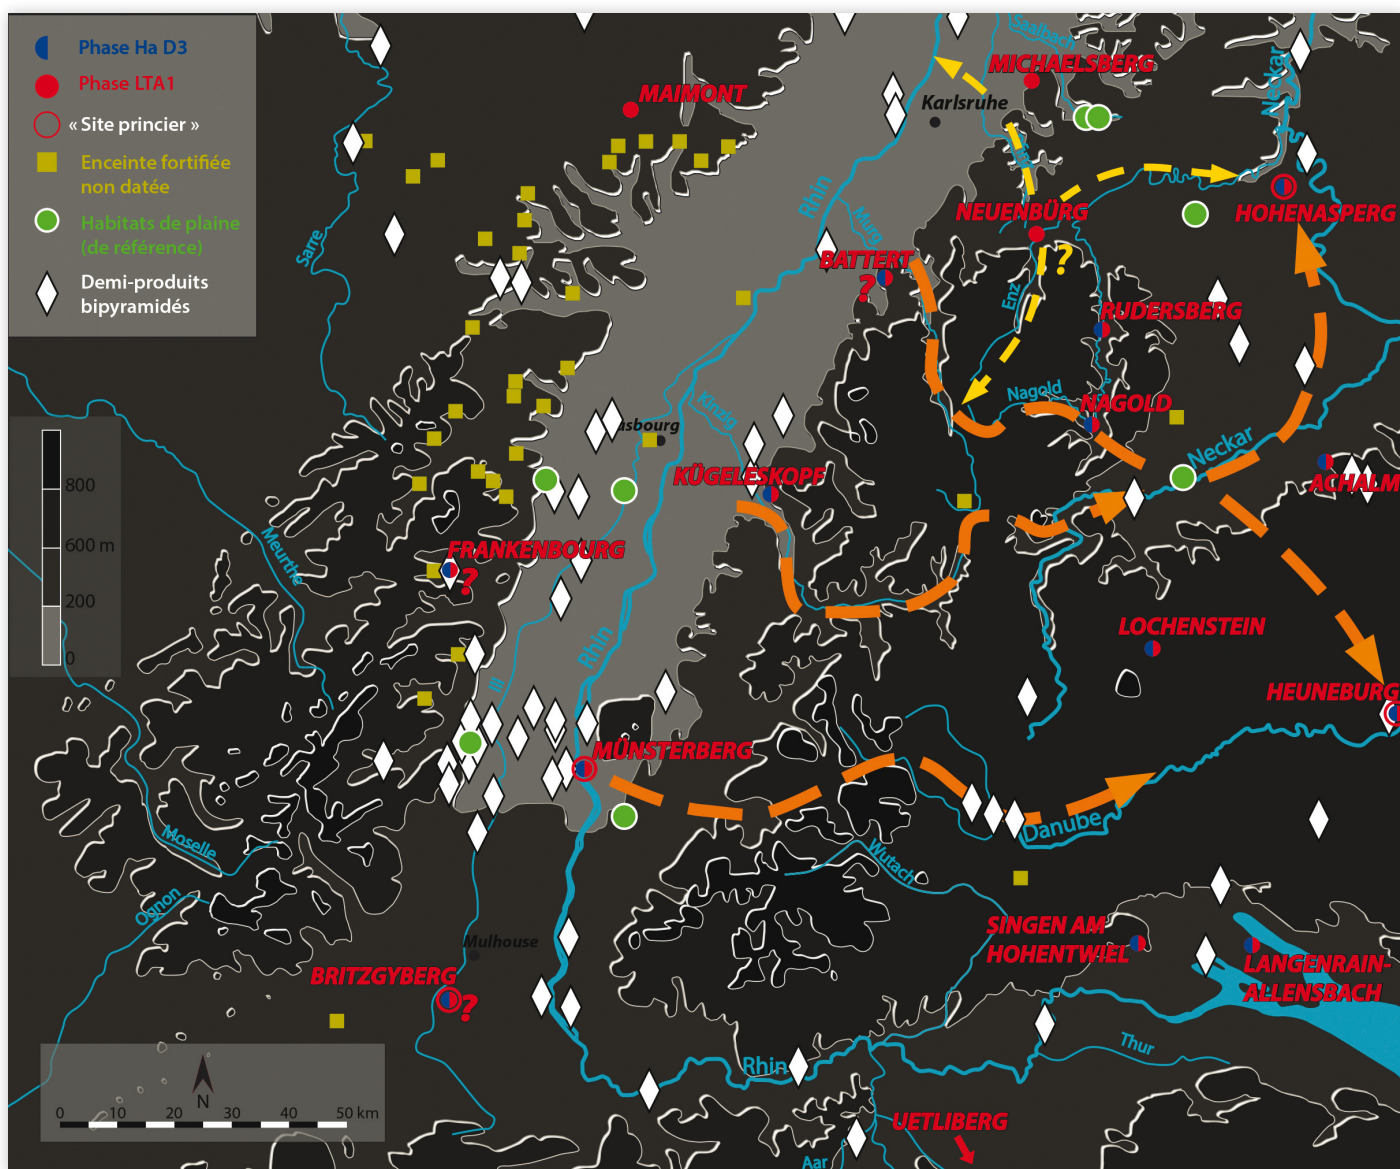 Phase Ha D3
Phase LTA1
« Site princier »
Enceinte fortifiée
non datée
Habitats de plaine
(de référence)
Demi-produits
bipyramidés
Saalbach
MICHAELSBERG
Neckar
MAIMONT
Karlsruhe
Rhin
Murg
NEUENBÜRG
HOHENASPERG
Sarre
BATTERT
?
?
Enz
RUDERSBERG
Nagold
NAGOLD
Kinzig
asbourg
Neckar
KÜGELESKOPF
ACHALM
800
600 m
200
0
Meurthe
FRANKENBOURG
?
Rhin
LOCHENSTEIN
Ill
HEUNEBURG
MÜNSTERBERG
Danube
Moselle
Wutach
Ognon
Mulhouse
SINGEN AM
HOHENTWIEL
BRITZGYBERG
?
LANGENRAIN-
ALLENSBACH
Thur
Rhin
N
0 10 20 30 40 50 km
UETLIBERG
Aar